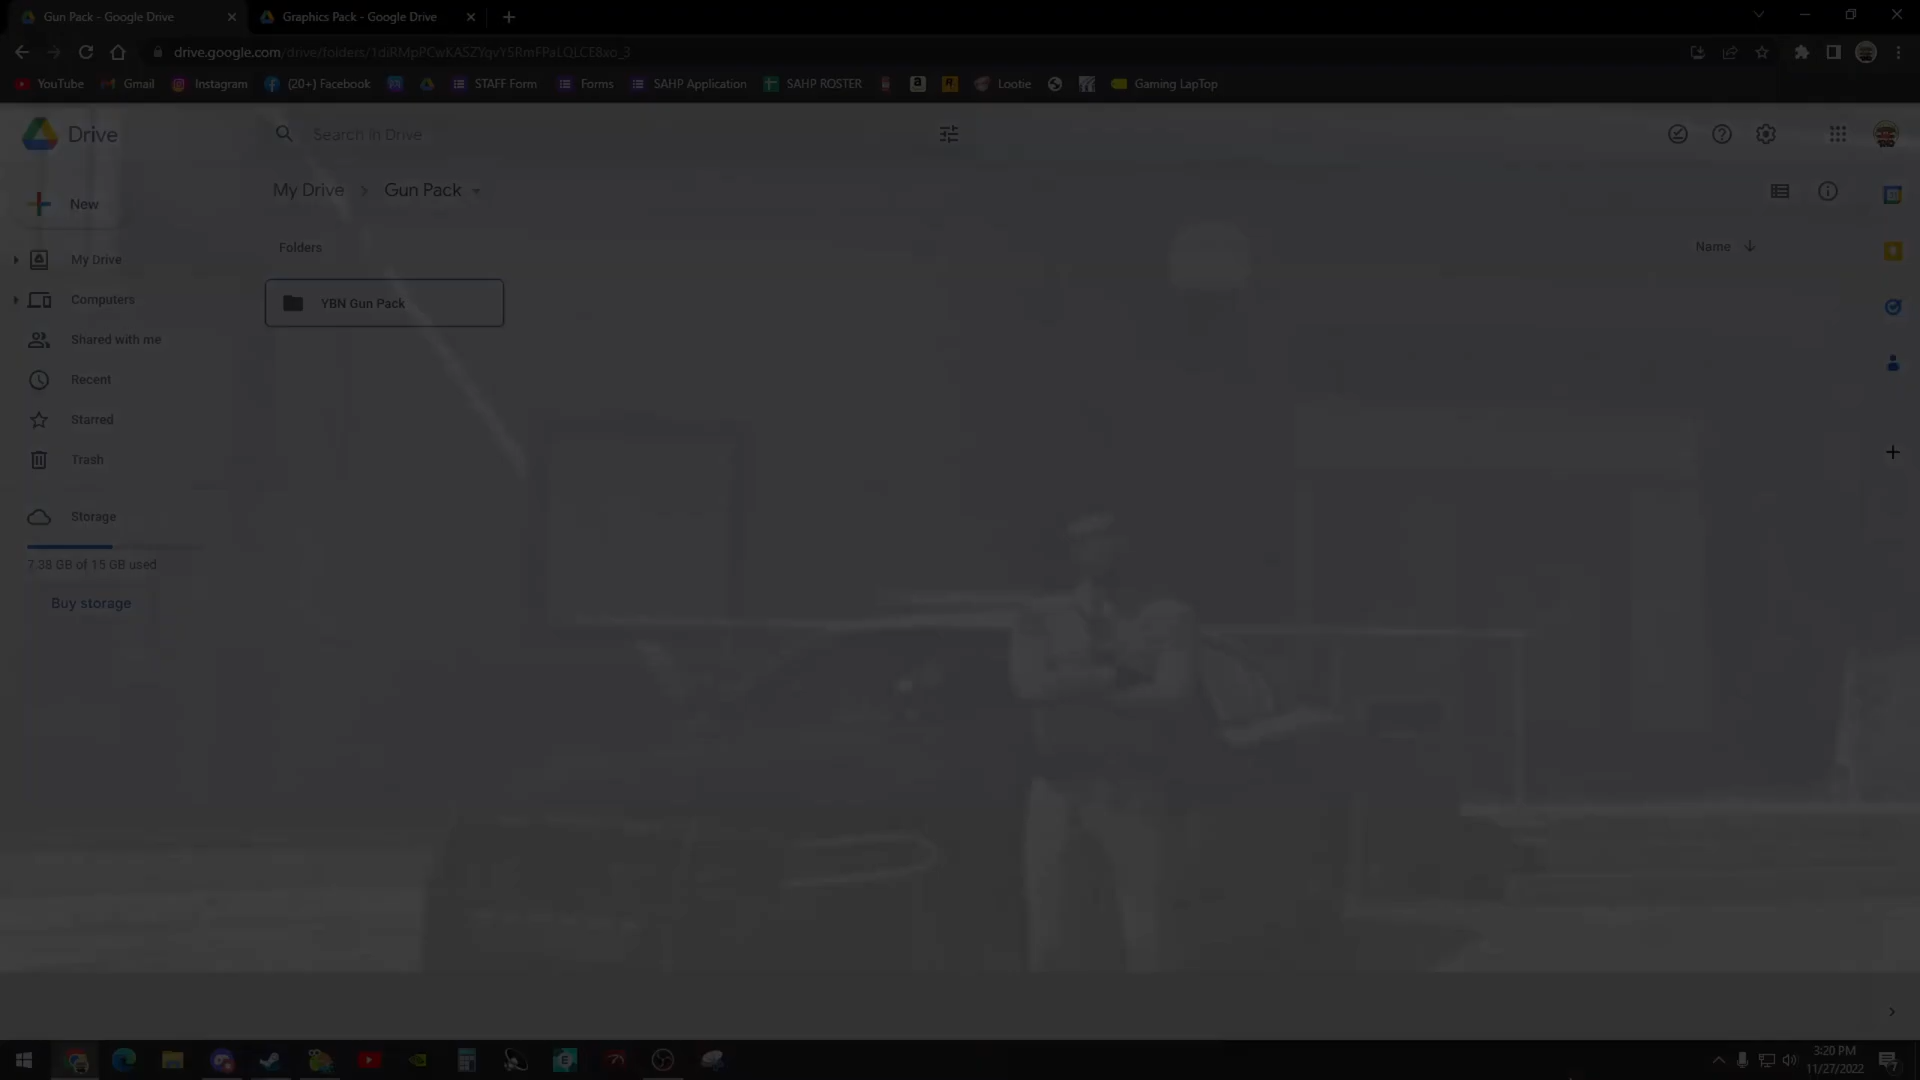 Gun Pack - Google Drive
Graphics Pack - Google Drive
drive.google.com/drive/folders/
YouTube
Gmail
Instagram
(20+) Facebook
STAFF Form
Forms
SAHP Application
SAHP ROSTER
Lootie
Gaming LapTop
Drive
Search in Drive
My Drive
Gun Pack
New
Folders
Name
My Drive
YBN Gun Pack
Computers
Shared with me
Recent
Starred
Trash
Storage
7.38 GB of 15 GB used
Buy storage
3:20 PM
11/27/2022